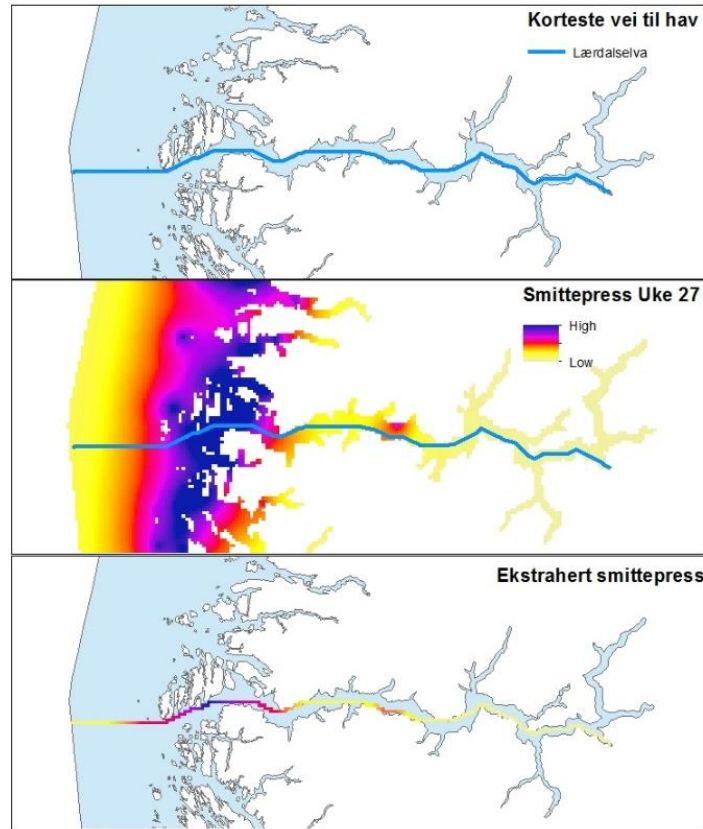 Korteste vei til hav
Lærdalselva
Smittepress Uke 27
High
Low
Ekstrahert smittepress